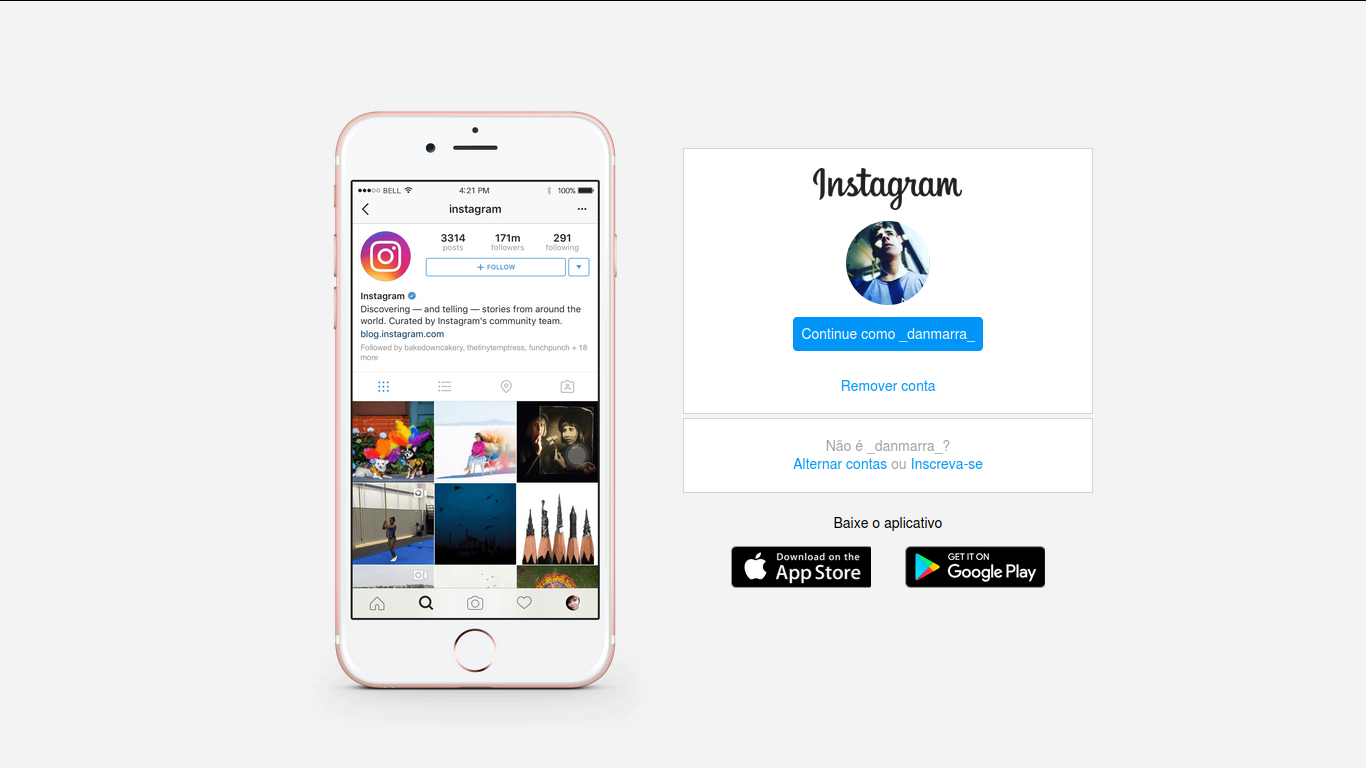 BELL
4:21 PM
100%
instagram
3314
171m
291
posts
followers
following
+ FOLLOW
Instagram
Discovering — and telling — stories from around the
world. Curated by Instagram's community team.
blog.instagram.com
Followed by bakedowncakery, thetinytemptress, funchpunch + 18
more
Instagram
Continue como _danmarra_
Remover conta
Não é _danmarra_?
Alternar contas ou Inscreva-se
Baixe o aplicativo
Download on the
App Store
GET IT ON
Google Play